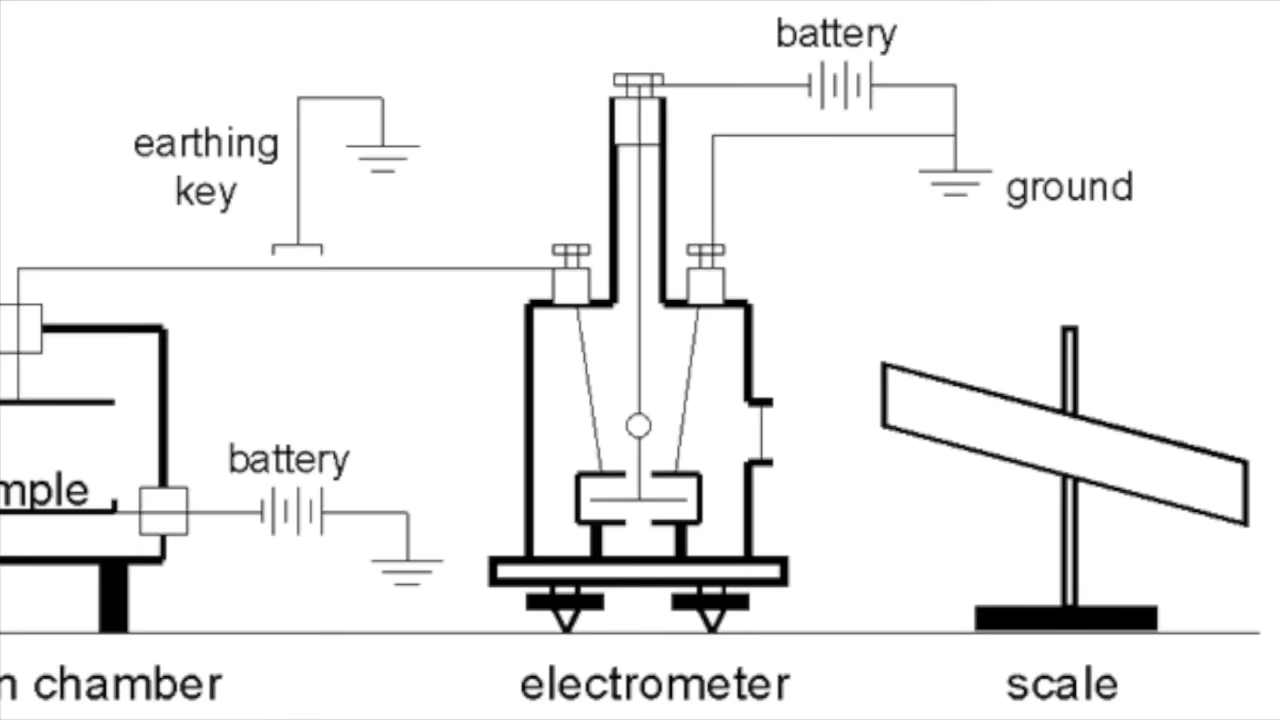 battery
earthing
key
ground
battery
mple
n chamber
electrometer
scale